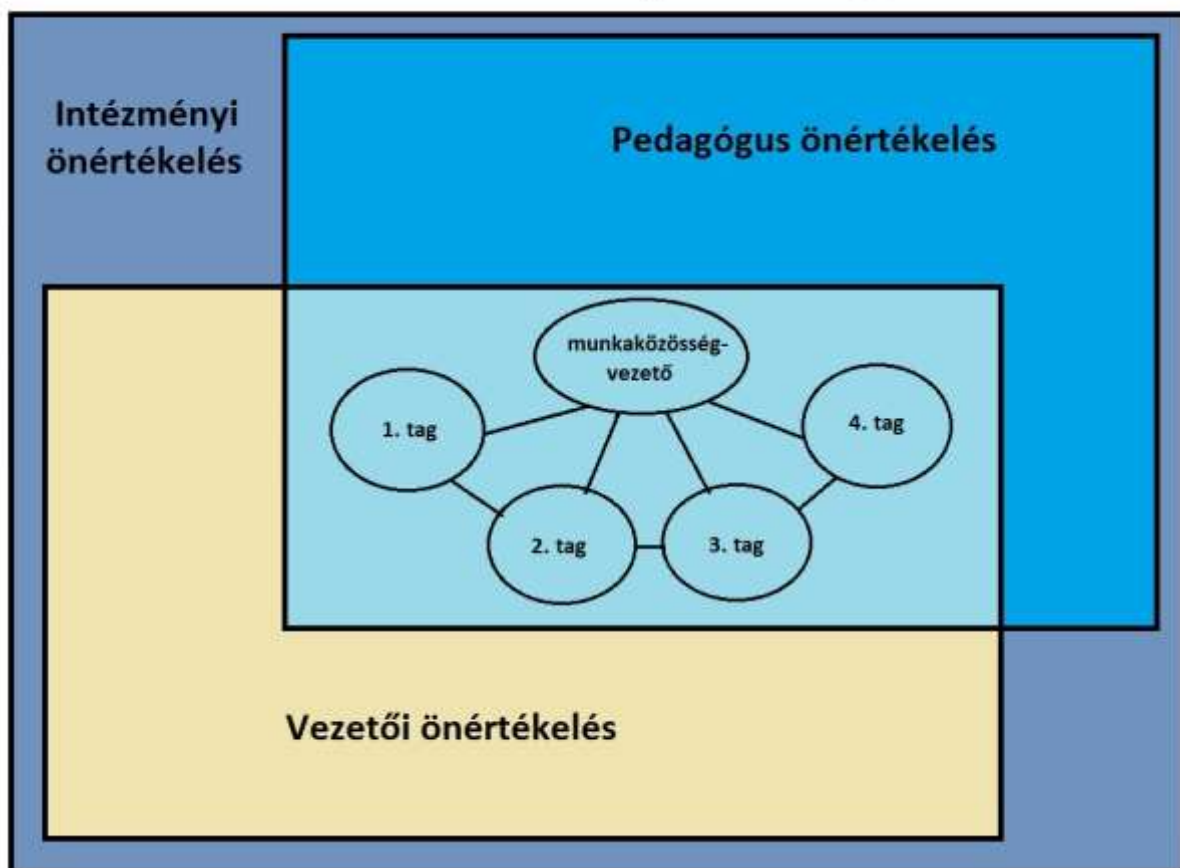 Intézményi
önértékelés
Pedagógus önértékelés
munkaközösség-
vezető
1. tag
4. tag
2. tag
3. tag
Vezetői önértékelés